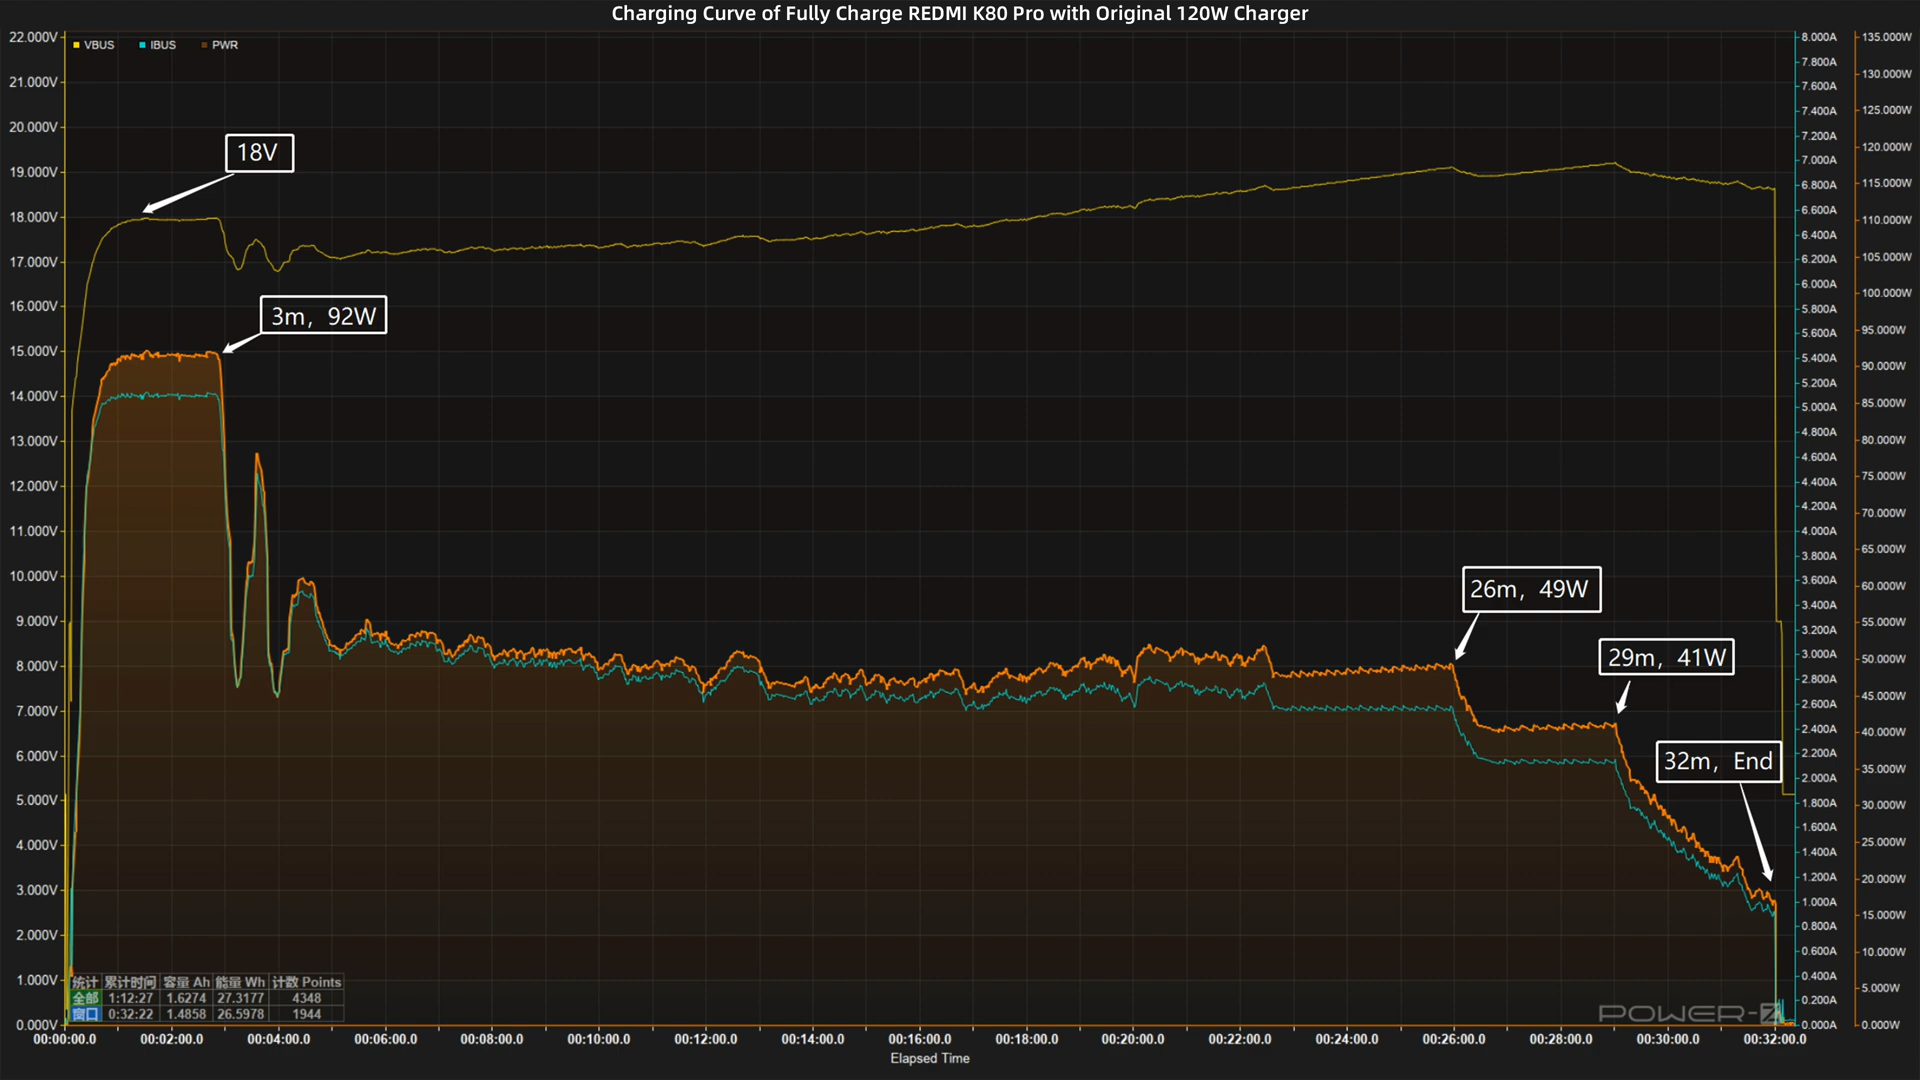 Charging Curve of Fully Charge REDMI K80 Pro with Original 120W Charger
VBUS IBUS PWR
22.000V
21.000V
20.000V
19.000V
18.000V
17.000V
16.000V
15.000V
14.000V
13.000V
12.000V
11.000V
10.000V
9.000V
8.000V
7.000V
6.000V
5.000V
4.000V
3.000V
2.000V
1.000V
0.000V
18V
3m, 92W
26m, 49W
29m, 41W
32m, End
8.000A
7.800A
7.600A
7.400A
7.200A
7.000A
6.800A
6.600A
6.400A
6.200A
6.000A
5.800A
5.600A
5.400A
5.200A
5.000A
4.800A
4.600A
4.400A
4.200A
4.000A
3.800A
3.600A
3.400A
3.200A
3.000A
2.800A
2.600A
2.400A
2.200A
2.000A
1.800A
1.600A
1.400A
1.200A
1.000A
0.800A
0.600A
0.400A
0.200A
0.000A
135.000W
130.000W
125.000W
120.000W
115.000W
110.000W
105.000W
100.000W
95.000W
90.000W
85.000W
80.000W
75.000W
70.000W
65.000W
60.000W
55.000W
50.000W
45.000W
40.000W
35.000W
30.000W
25.000W
20.000W
15.000W
10.000W
5.000W
0.000W
统计 累计时间 容量 Ah 能量 Wh 计数 Points
全部 1:12:27 1.6274 27.3177 4348
窗口 0:32:22 1.4858 26.5978 1944
POWER-Z
00:00:00.0 00:02:00.0 00:04:00.0 00:06:00.0 00:08:00.0 00:10:00.0 00:12:00.0 00:14:00.0 00:16:00.0 00:18:00.0 00:20:00.0 00:22:00.0 00:24:00.0 00:26:00.0 00:28:00.0 00:30:00.0 00:32:00.0
Elapsed Time